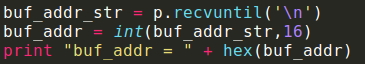 buf_addr_str = p.recvuntil('\n')
buf_addr = int(buf_addr_str,16)
print "buf_addr = " + hex(buf_addr)